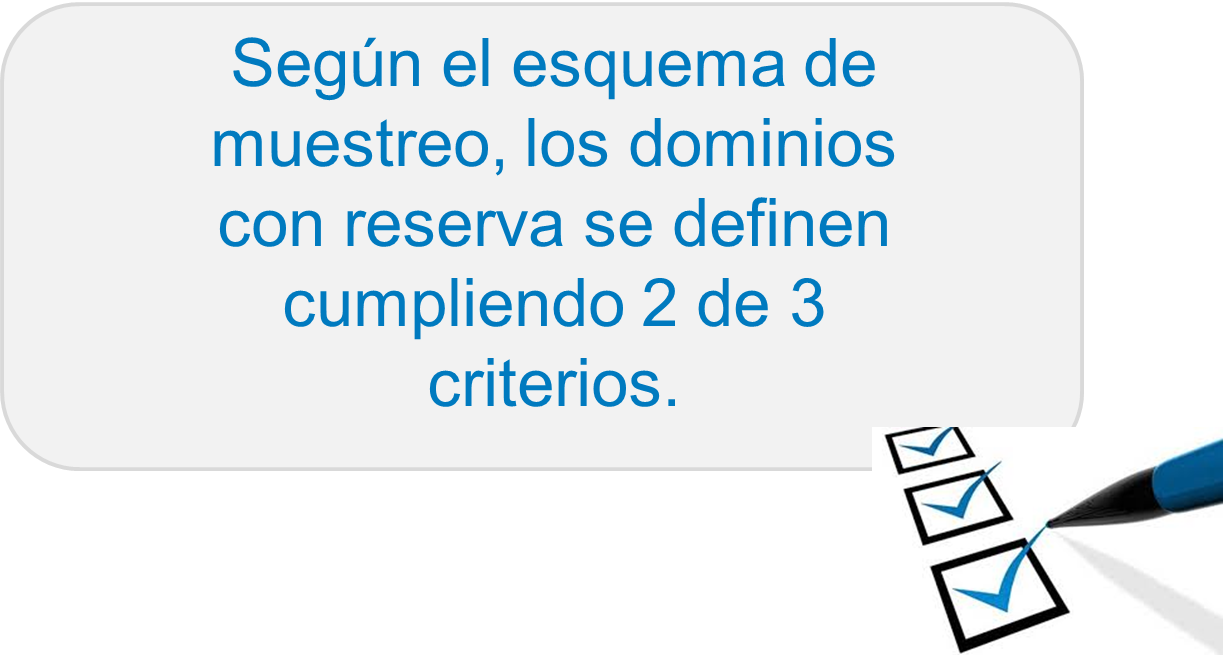 Según el esquema de
muestreo, los dominios
con reserva se definen
cumpliendo 2 de 3
criterios.